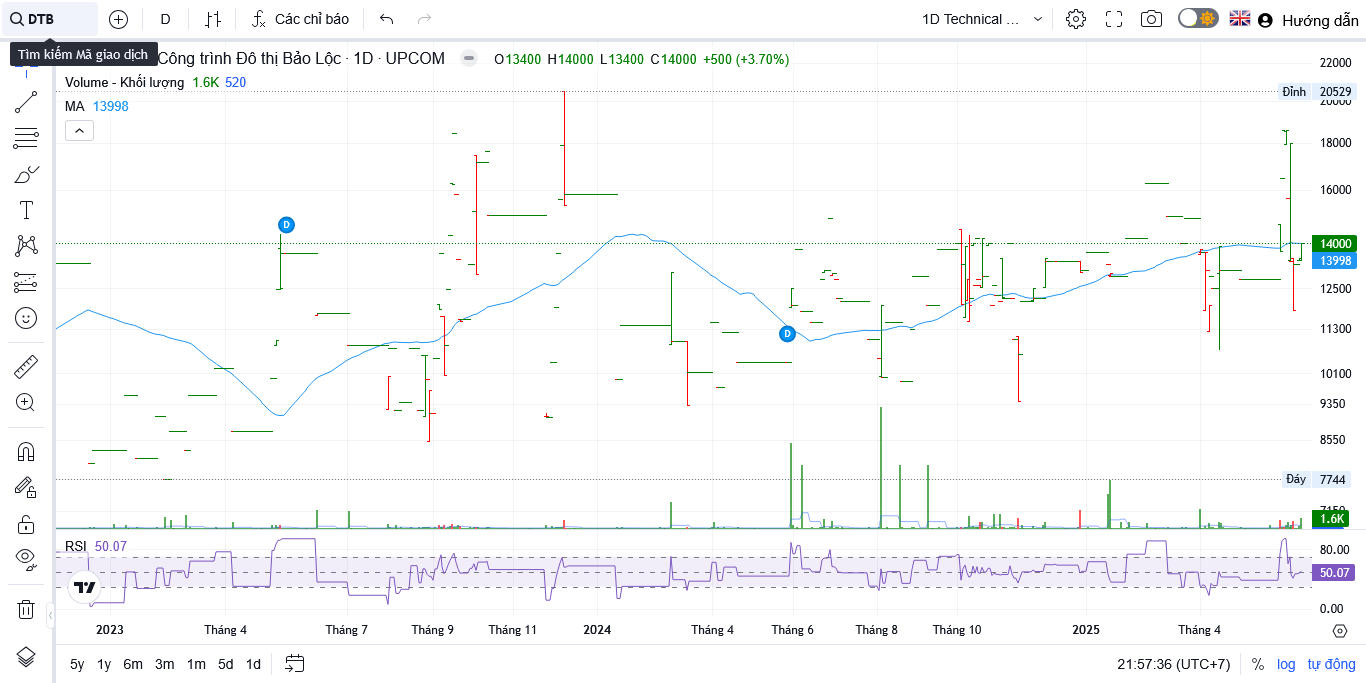 DTB
D
Các chỉ báo
1D Technical ...
Hướng dẫn
Tìm kiếm Mã giao dịch
Công trình Đô thị Bảo Lộc · 1D · UPCOM
O13400 H14000 L13400 C14000 +500 (+3.70%)
Volume - Khối lượng 1.6K 520
MA 13998
22000
Đỉnh 20529
20000
18000
16000
14000
13998
12500
11300
10100
9350
8550
Đáy 7744
7150
1.6K
D
D
RSI 50.07
80.00
50.07
0.00
2023 Tháng 4 Tháng 7 Tháng 9 Tháng 11 2024 Tháng 4 Tháng 6 Tháng 8 Tháng 10 2025 Tháng 4
5y 1y 6m 3m 1m 5d 1d
21:57:36 (UTC+7) % log tự động